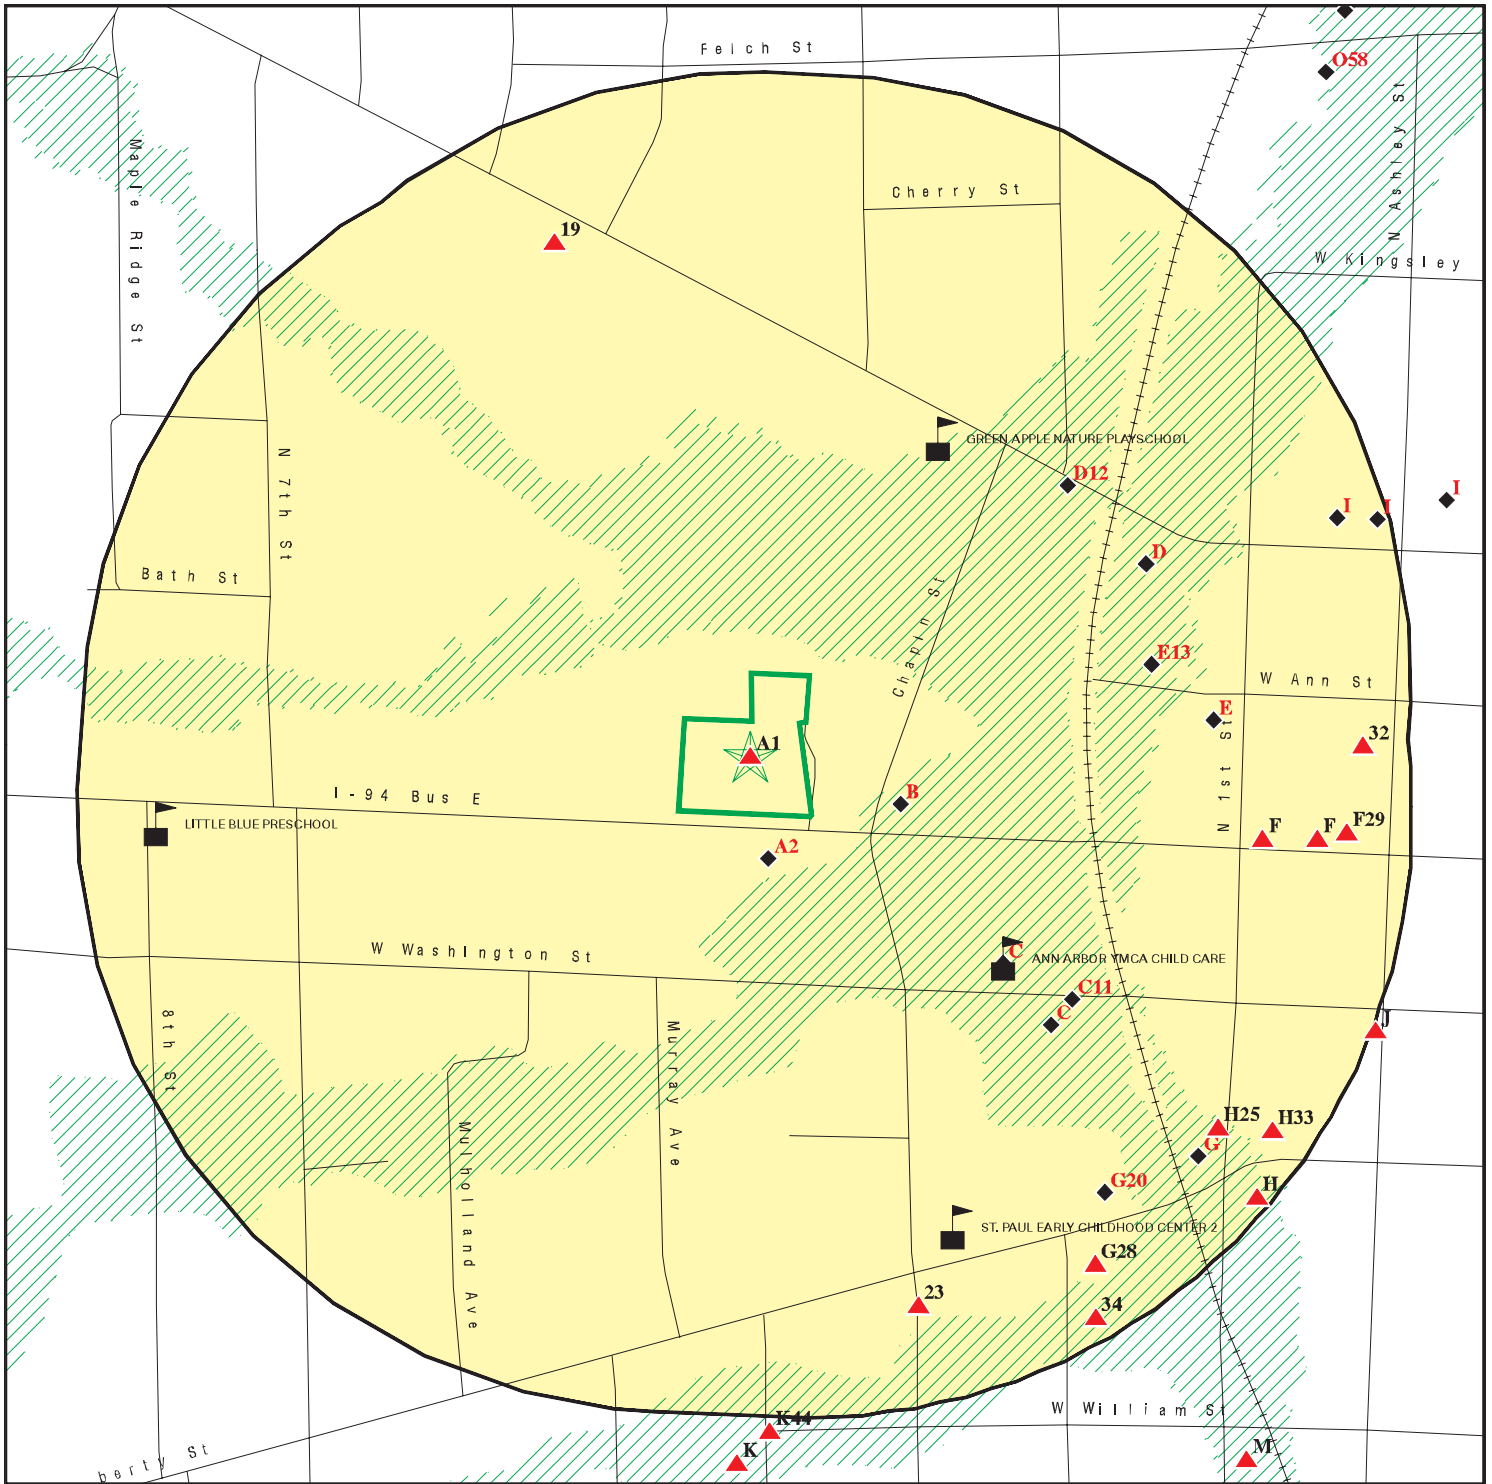 Felch St
O58
N Ashley St
Maple Ridge St
Cherry St
19
W Kingsley
GREEN APPLE NATURE PLAYSCHOOL
N 7th St
D12
I
I
I
D
Bath St
Chapin St
E13
W Ann St
E
N 1st St
32
A1
I-94 Bus E
B
LITTLE BLUE PRESCHOOL
F
F
F29
A2
W Washington St
C
ANN ARBOR YMCA CHILD CARE
C11
C
8th St
Murray Ave
J
Mulholland Ave
H25
H33
G
G20
H
ST. PAUL EARLY CHILDHOOD CENTER 2
G28
23
34
W William St
K44
K
M
berty St